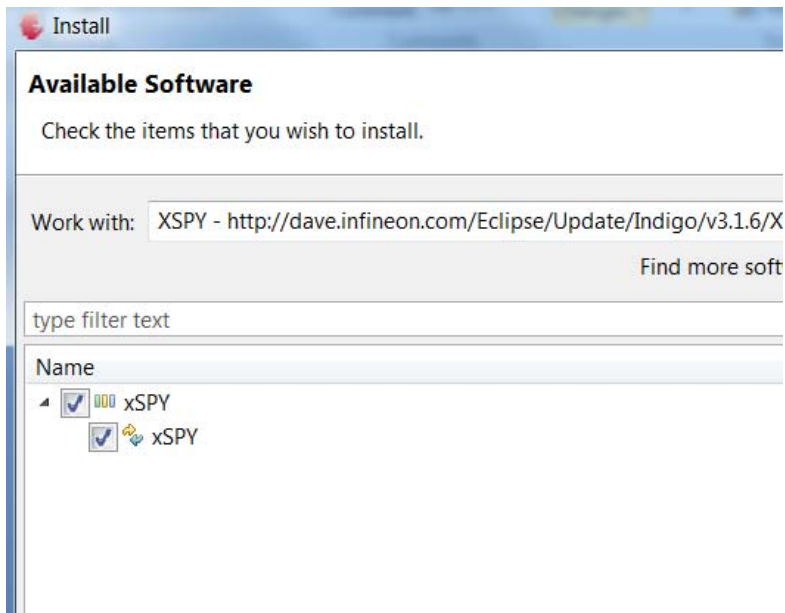 Install
Available Software
Check the items that you wish to install.
Work with: XSPY - http://dave.infineon.com/Eclipse/Update/Indigo/v3.1.6/X
Find more soft
type filter text
Name
xSPY
xSPY